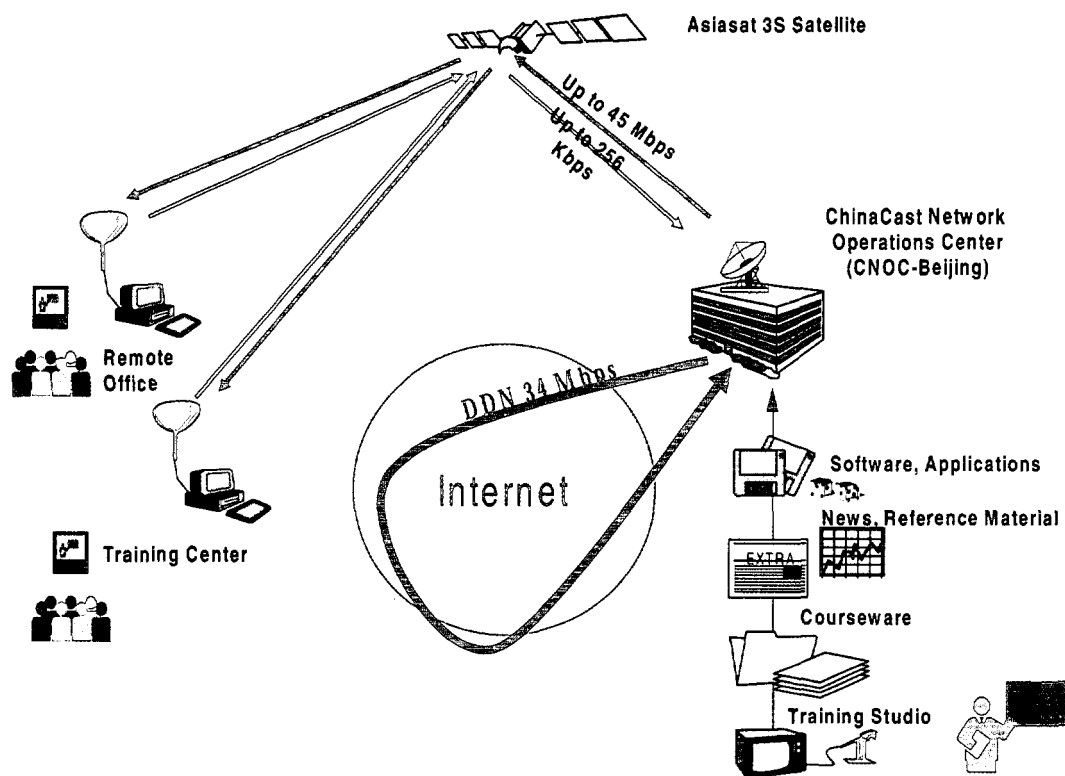 Asiasat 3S Satellite
Up to 45 Mbps
Up to 256
Kbps
ChinaCast Network
Operations Center
(CNOC-Beijing)
Remote
Office
DDN 34 Mbps
Internet
Software, Applications
News, Reference Material
EXTRA
Training Center
Courseware
Training Studio